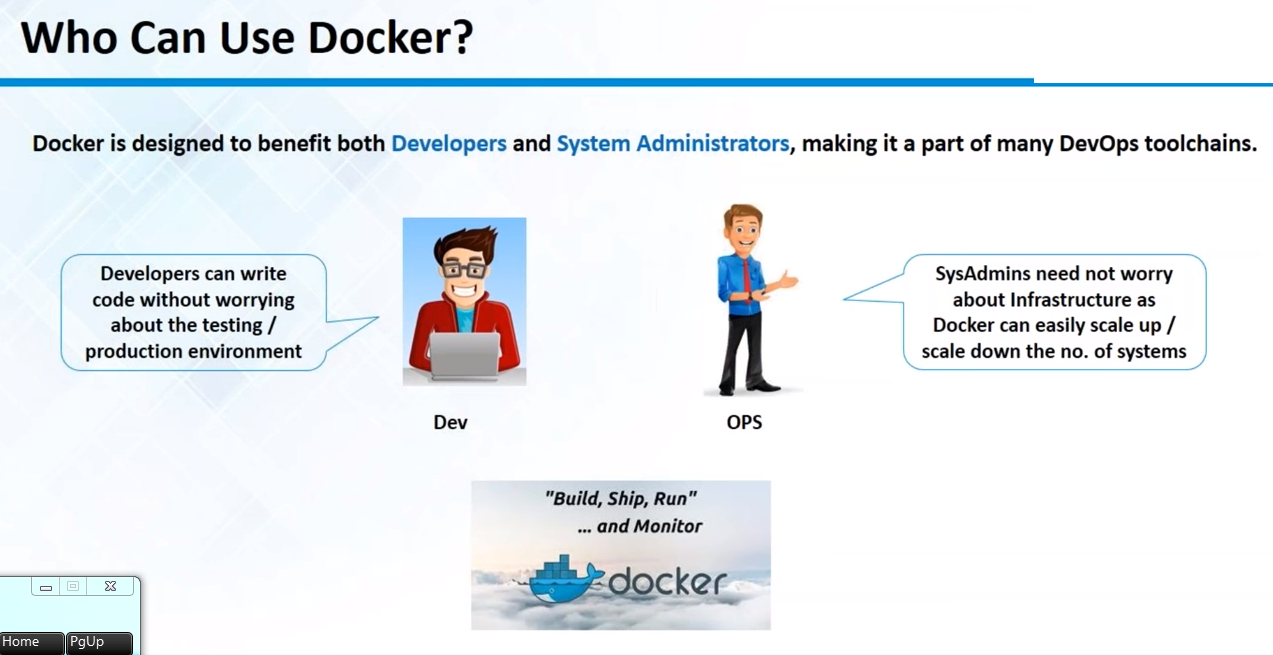 Who Can Use Docker?
Docker is designed to benefit both Developers and System Administrators, making it a part of many DevOps toolchains.
Developers can write
code without worrying
about the testing /
production environment
SysAdmins need not worry
about Infrastructure as
Docker can easily scale up /
scale down the no. of systems
Dev
OPS
"Build, Ship, Run"
... and Monitor
docker
Home
PgUp